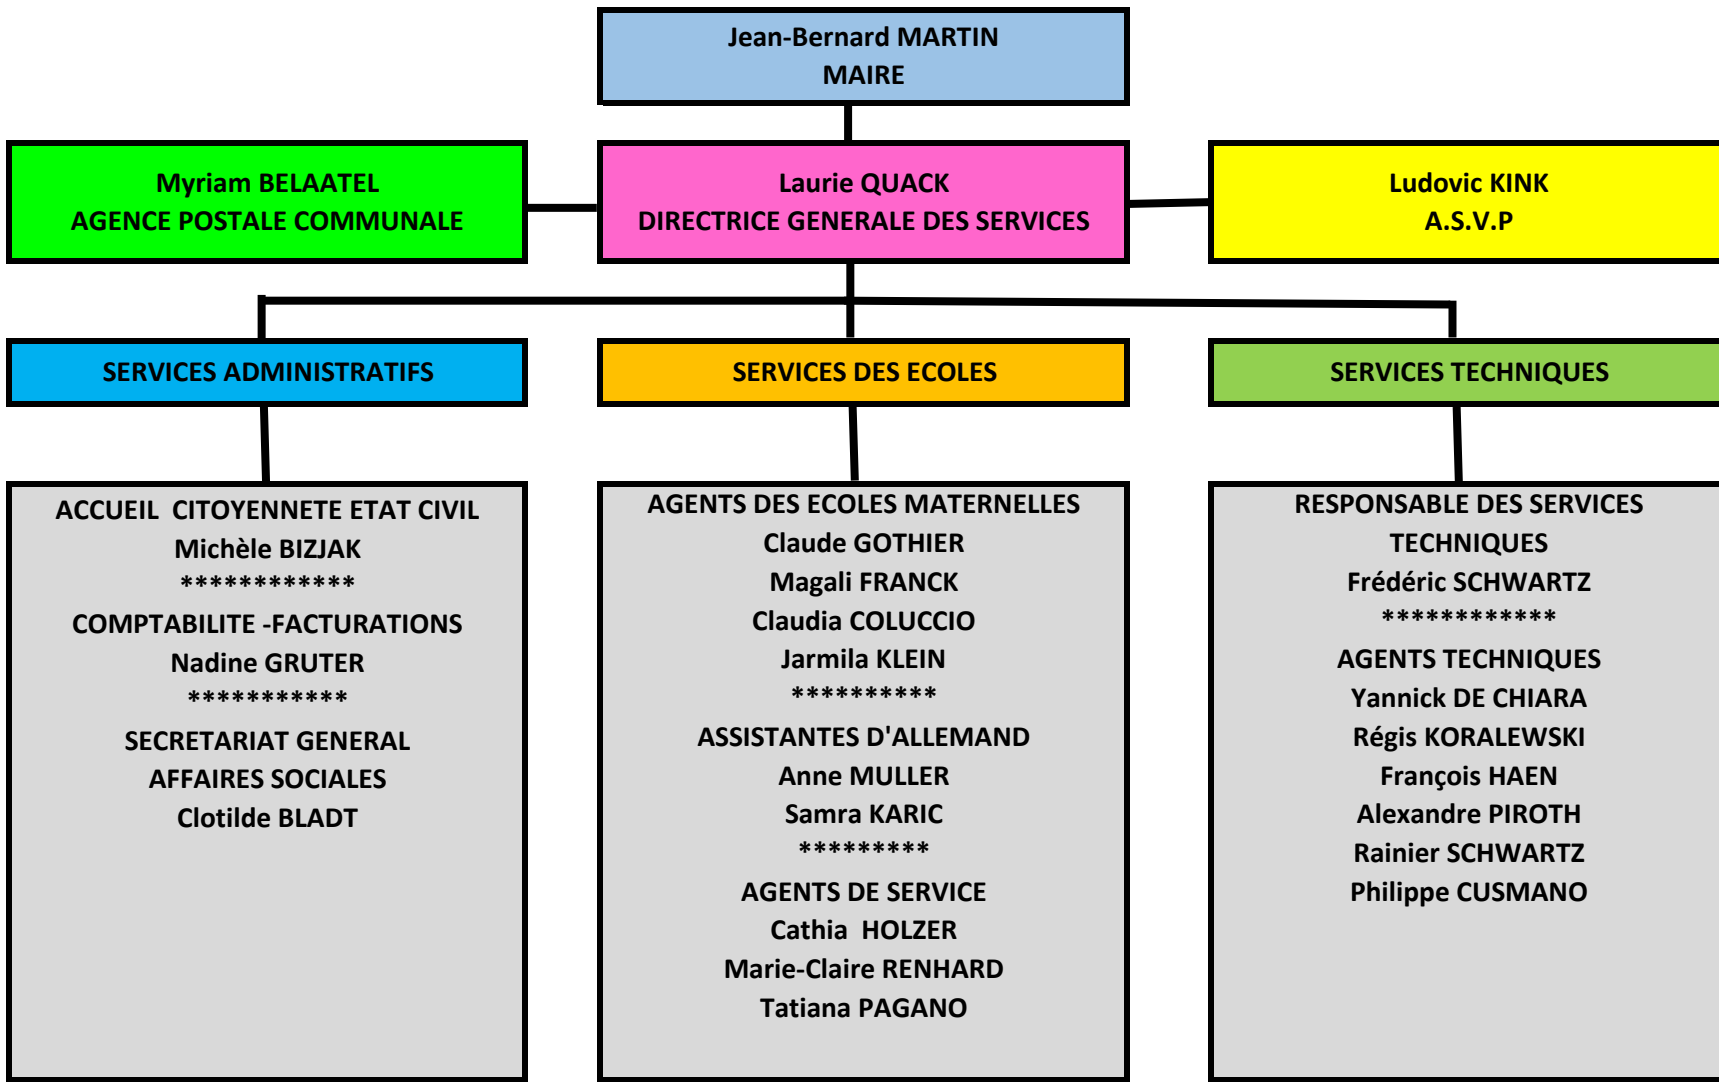 Jean-Bernard MARTIN
MAIRE
Myriam BELAATEL
AGENCE POSTALE COMMUNALE
Laurie QUACK
DIRECTRICE GENERALE DES SERVICES
Ludovic KINK
A.S.V.P
SERVICES ADMINISTRATIFS
SERVICES DES ECOLES
SERVICES TECHNIQUES
ACCUEIL  CITOYENNETE ETAT CIVIL
Michèle BIZJAK
************
COMPTABILITE -FACTURATIONS
Nadine GRUTER
***********
SECRETARIAT GENERAL
AFFAIRES SOCIALES
Clotilde BLADT
AGENTS DES ECOLES MATERNELLES
Claude GOTHIER
Magali FRANCK
Claudia COLUCCIO
Jarmila KLEIN
**********
ASSISTANTES D'ALLEMAND
Anne MULLER
Samra KARIC
*********
AGENTS DE SERVICE
Cathia  HOLZER
Marie-Claire RENHARD
Tatiana PAGANO
RESPONSABLE DES SERVICES
TECHNIQUES
Frédéric SCHWARTZ
************
AGENTS TECHNIQUES
Yannick DE CHIARA
Régis KORALEWSKI
François HAEN
Alexandre PIROTH
Rainier SCHWARTZ
Philippe CUSMANO